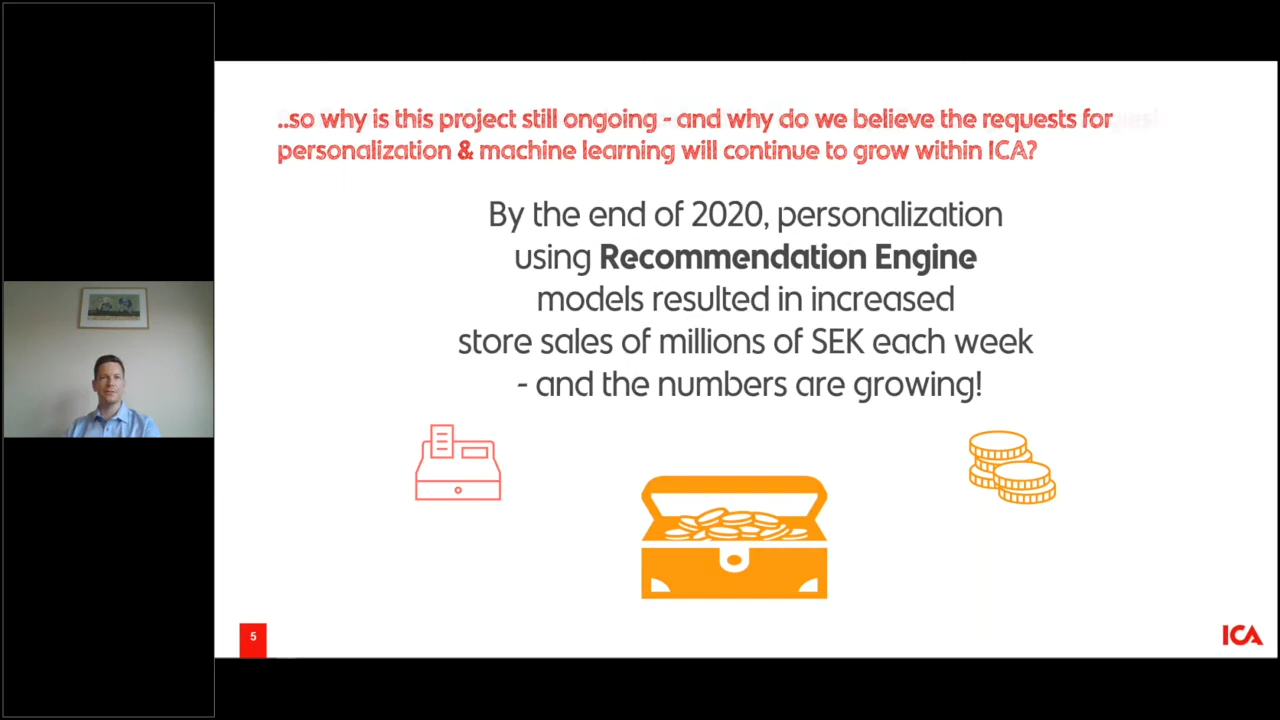 ..so why is this project still ongoing - and why do we believe the requests for
personalization & machine learning will continue to grow within ICA?
By the end of 2020, personalization
using Recommendation Engine
models resulted in increased
store sales of millions of SEK each week
- and the numbers are growing!
5
ICA